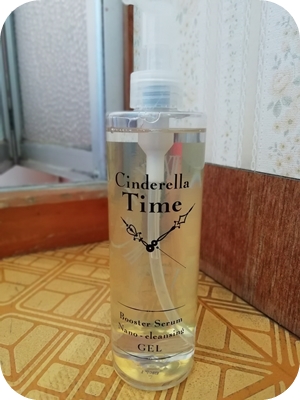 Cinderella
Time
Booster Serum
Nano-cleansing
GEL